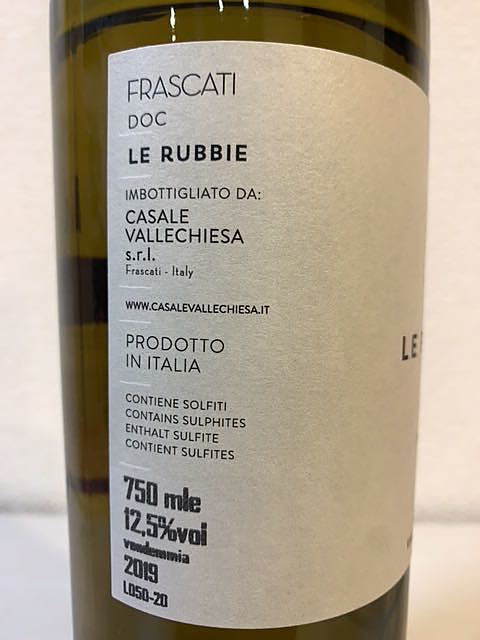 FRASCATI
DOC
LE RUBBIE
IMBOTTIGLIATO DA:
CASALE
VALLECHIESA
s.r.l.
Frascati - Italy
WWW.CASALEVALLECHIESA.IT
PRODOTTO
IN ITALIA
CONTIENE SOLFITI
CONTAINS SULPHITES
ENTHALT SULFITE
CONTIENT SULFITES
750 mle
12,5%vol
vendemmia
2019
L050-20
LE